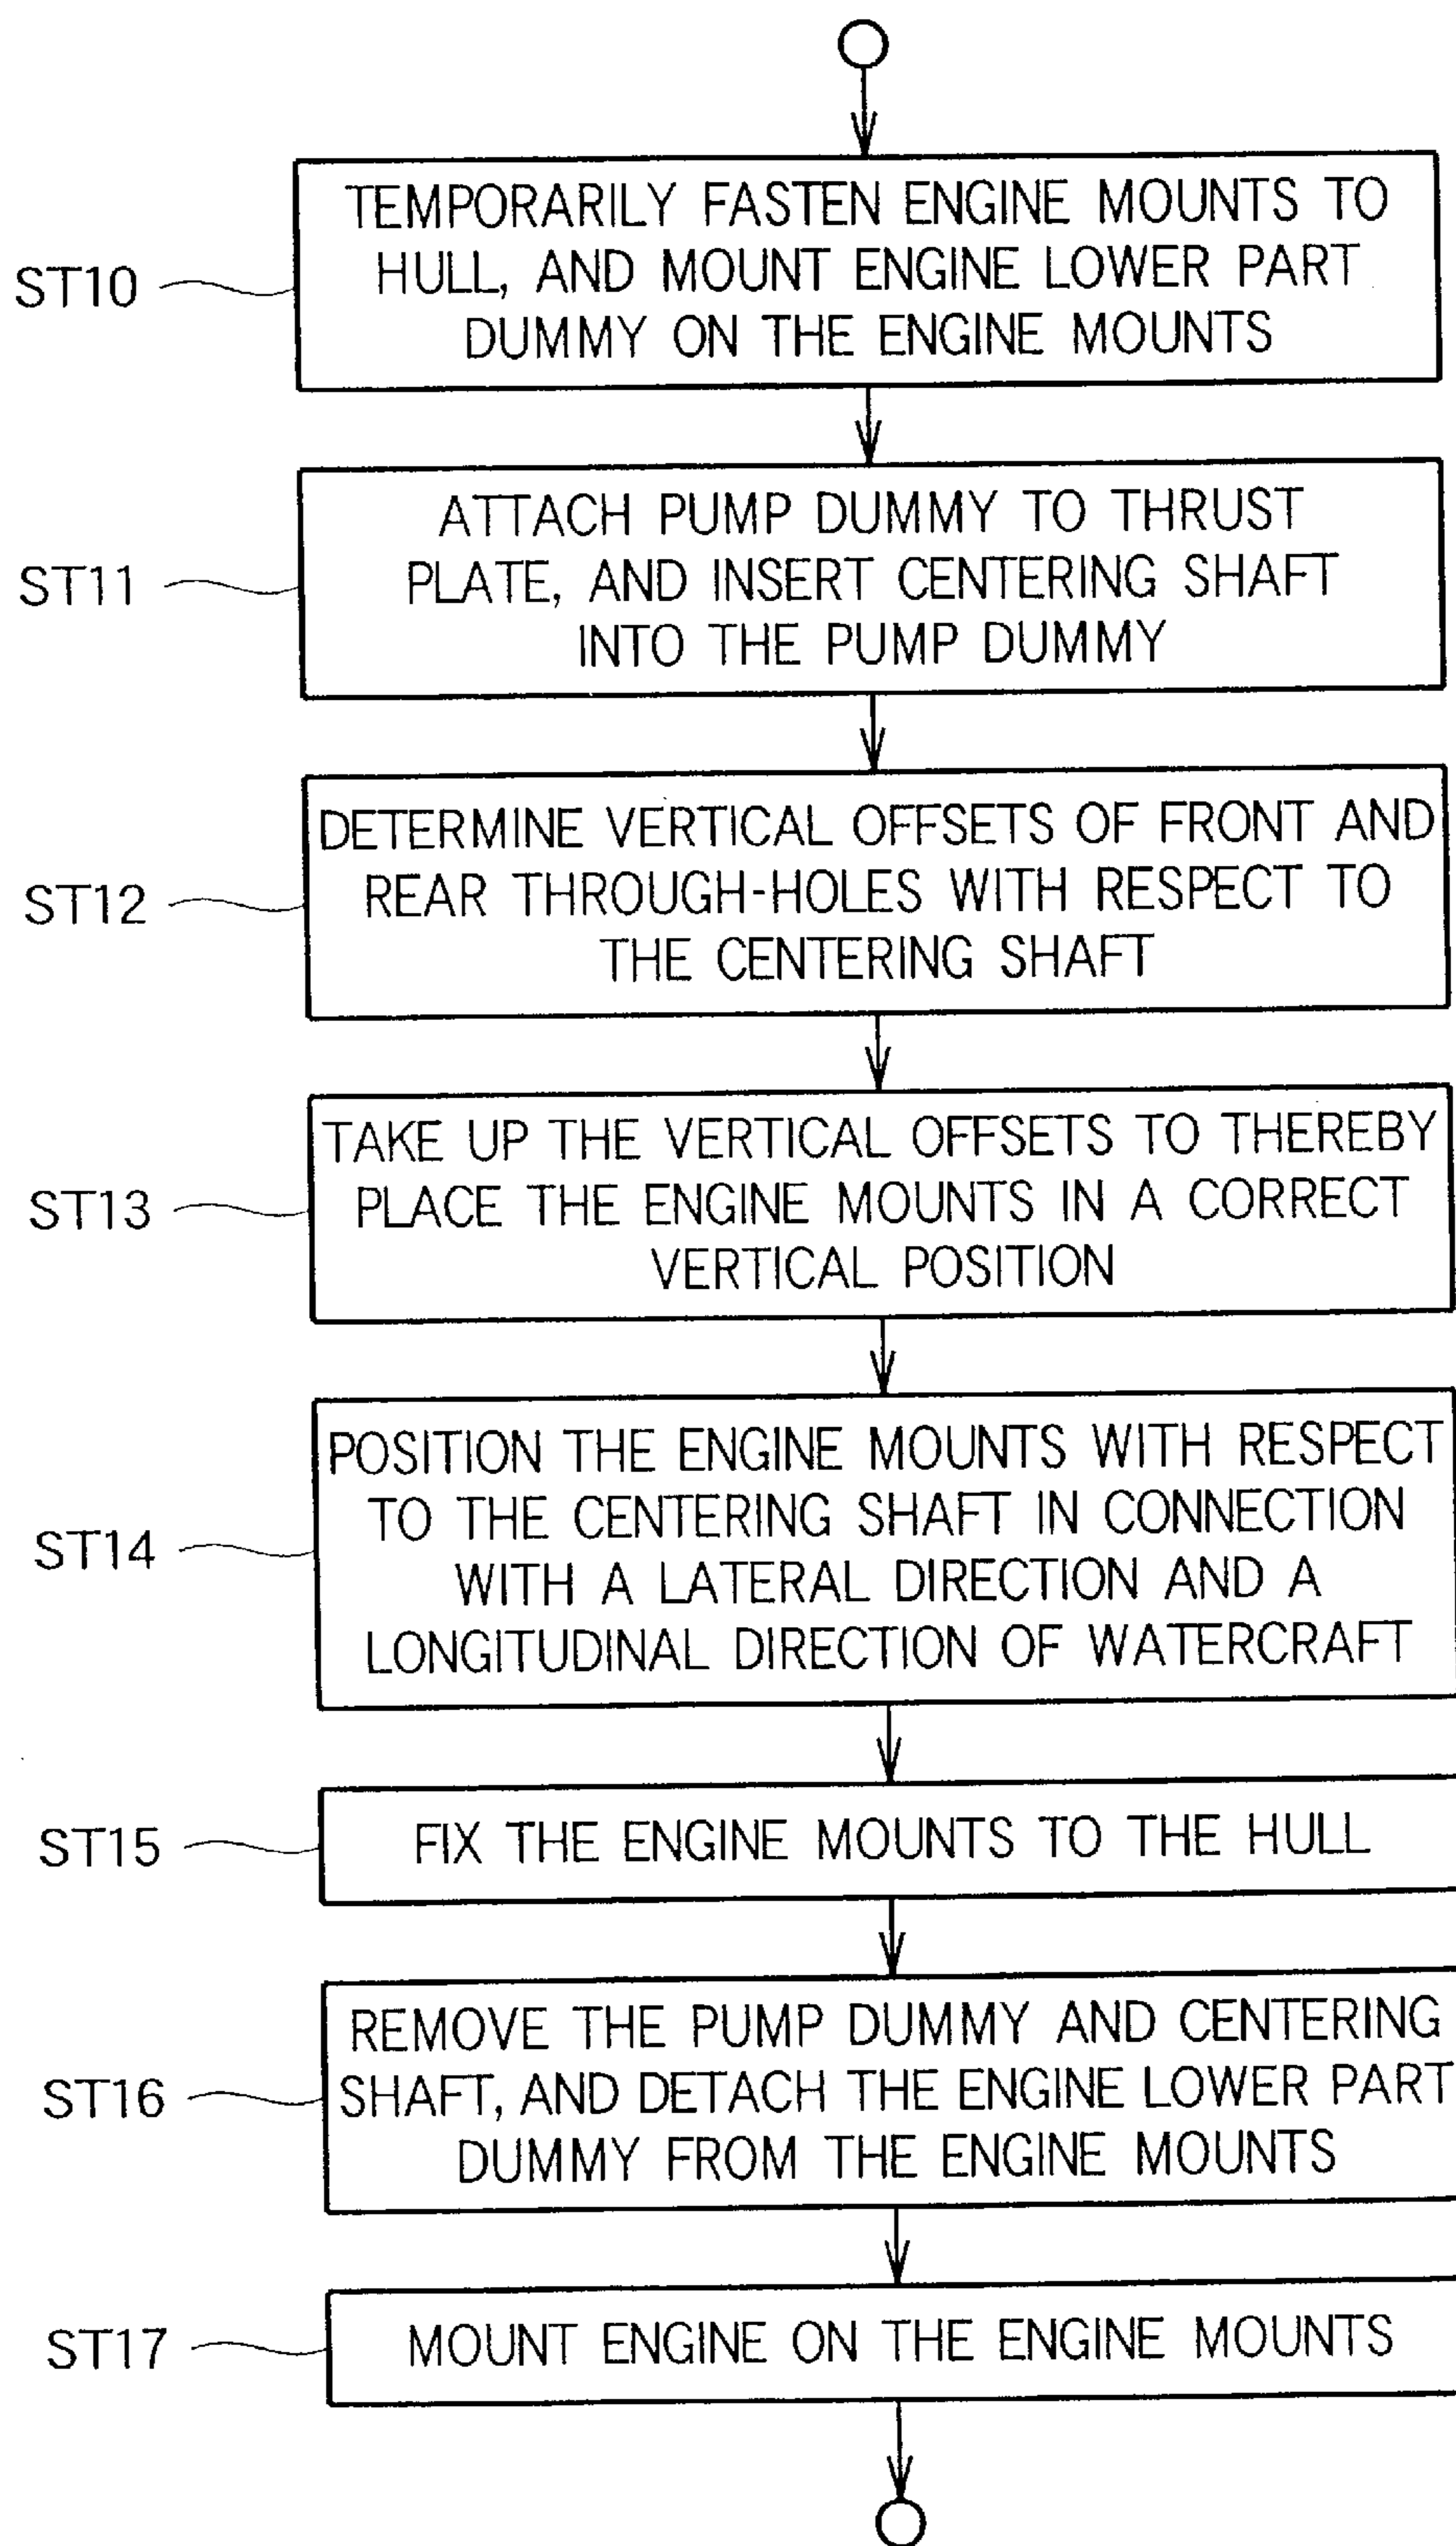 TEMPORARILY FASTEN ENGINE MOUNTS TO
HULL, AND MOUNT ENGINE LOWER PART
DUMMY ON THE ENGINE MOUNTS
ST10
ATTACH PUMP DUMMY TO THRUST
PLATE, AND INSERT CENTERING SHAFT
INTO THE PUMP DUMMY
ST11
DETERMINE VERTICAL OFFSETS OF FRONT AND
REAR THROUGH-HOLES WITH RESPECT TO
THE CENTERING SHAFT
ST12
TAKE UP THE VERTICAL OFFSETS TO THEREBY
PLACE THE ENGINE MOUNTS IN A CORRECT
VERTICAL POSITION
ST13
POSITION THE ENGINE MOUNTS WITH RESPECT
TO THE CENTERING SHAFT IN CONNECTION
WITH A LATERAL DIRECTION AND A
LONGITUDINAL DIRECTION OF WATERCRAFT
ST14
FIX THE ENGINE MOUNTS TO THE HULL
ST15
REMOVE THE PUMP DUMMY AND CENTERING
SHAFT, AND DETACH THE ENGINE LOWER PART
DUMMY FROM THE ENGINE MOUNTS
ST16
MOUNT ENGINE ON THE ENGINE MOUNTS
ST17